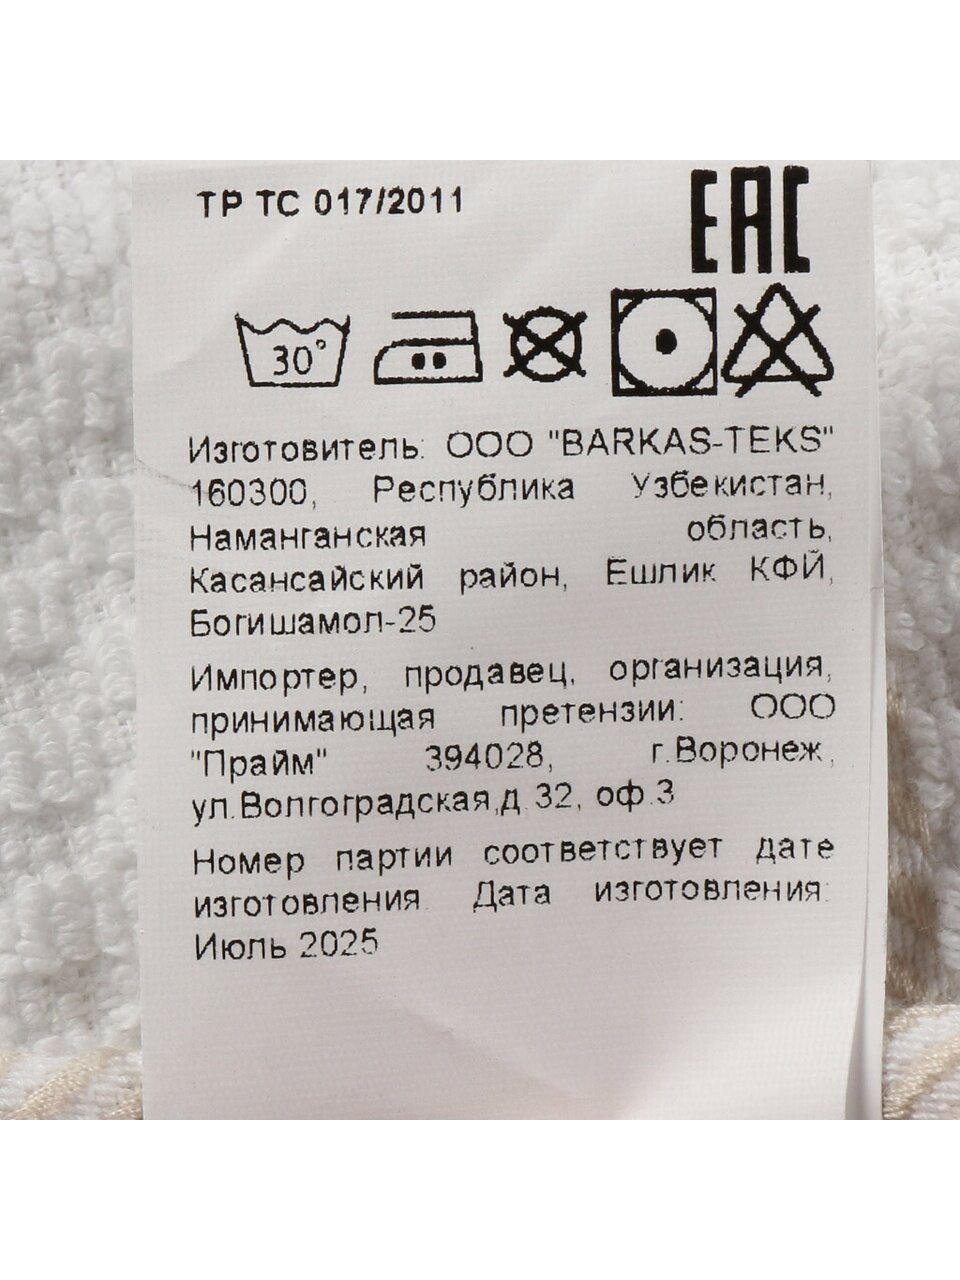 ТР ТС 017/2011
ЕАС
30°
Изготовитель: ООО "BARKAS-TEKS"
160300, Республика Узбекистан,
Наманганская область,
Касансайский район, Ешлик КФЙ,
Богишамол-25
Импортер, продавец, организация,
принимающая претензии: ООО
"Прайм" 394028, г.Воронеж,
ул.Волгоградская,д.32, оф.3
Номер партии соответствует дате
изготовления. Дата изготовления:
Июль 2025